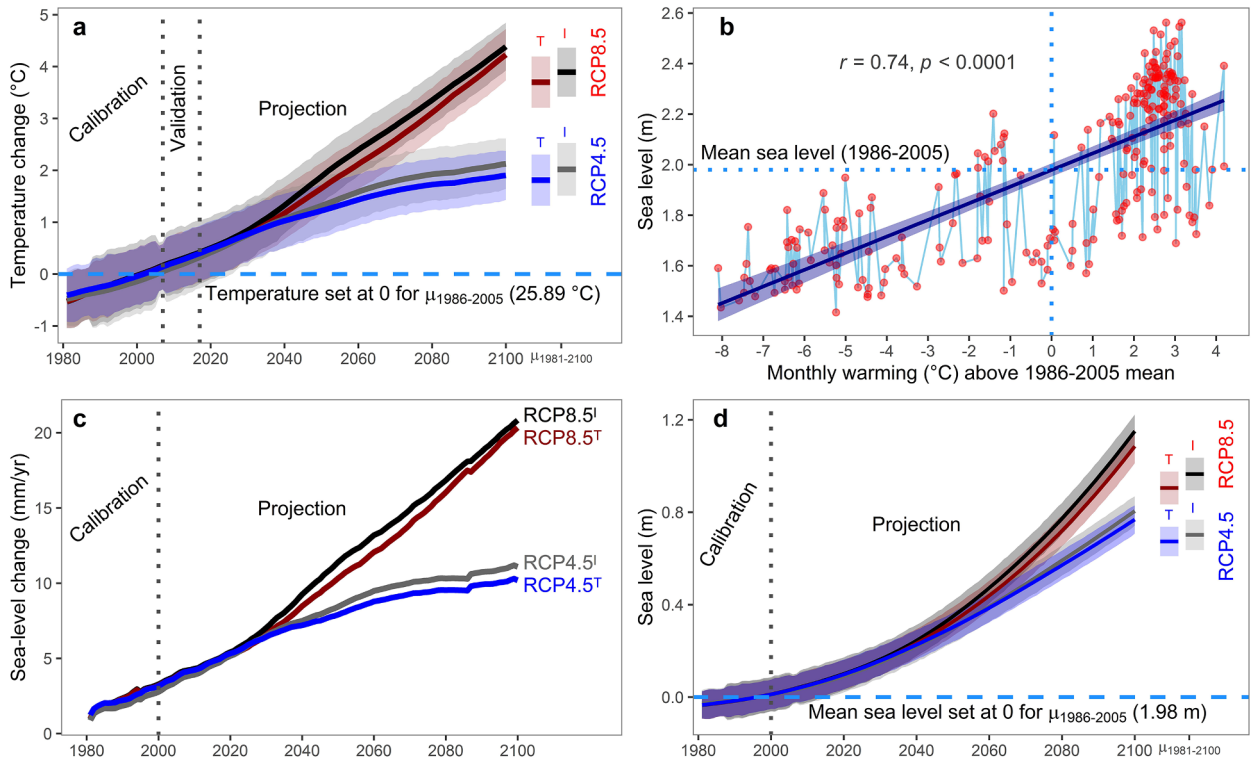 a
Temperature change (°C)
5
4
3
2
1
0
-1
Calibration
Validation
Projection
T
I
RCP8.5
T
I
RCP4.5
Temperature set at 0 for μ1986-2005 (25.89 °C)
1980
2000
2020
2040
2060
2080
2100
μ1981-2100
b
Sea level (m)
2.6
2.4
2.2
2.0
1.8
1.6
1.4
r = 0.74, p < 0.0001
Mean sea level (1986-2005)
-8
-7
-6
-5
-4
-3
-2
-1
0
1
2
3
4
Monthly warming (°C) above 1986-2005 mean
c
Sea-level change (mm/yr)
20
15
10
5
0
Calibration
Projection
RCP8.5I
RCP8.5T
RCP4.5I
RCP4.5T
1980
2000
2020
2040
2060
2080
2100
d
Sea level (m)
1.2
0.8
0.4
0.0
Calibration
Projection
T
I
RCP8.5
T
I
RCP4.5
Mean sea level set at 0 for μ1986-2005 (1.98 m)
1980
2000
2020
2040
2060
2080
2100
μ1981-2100